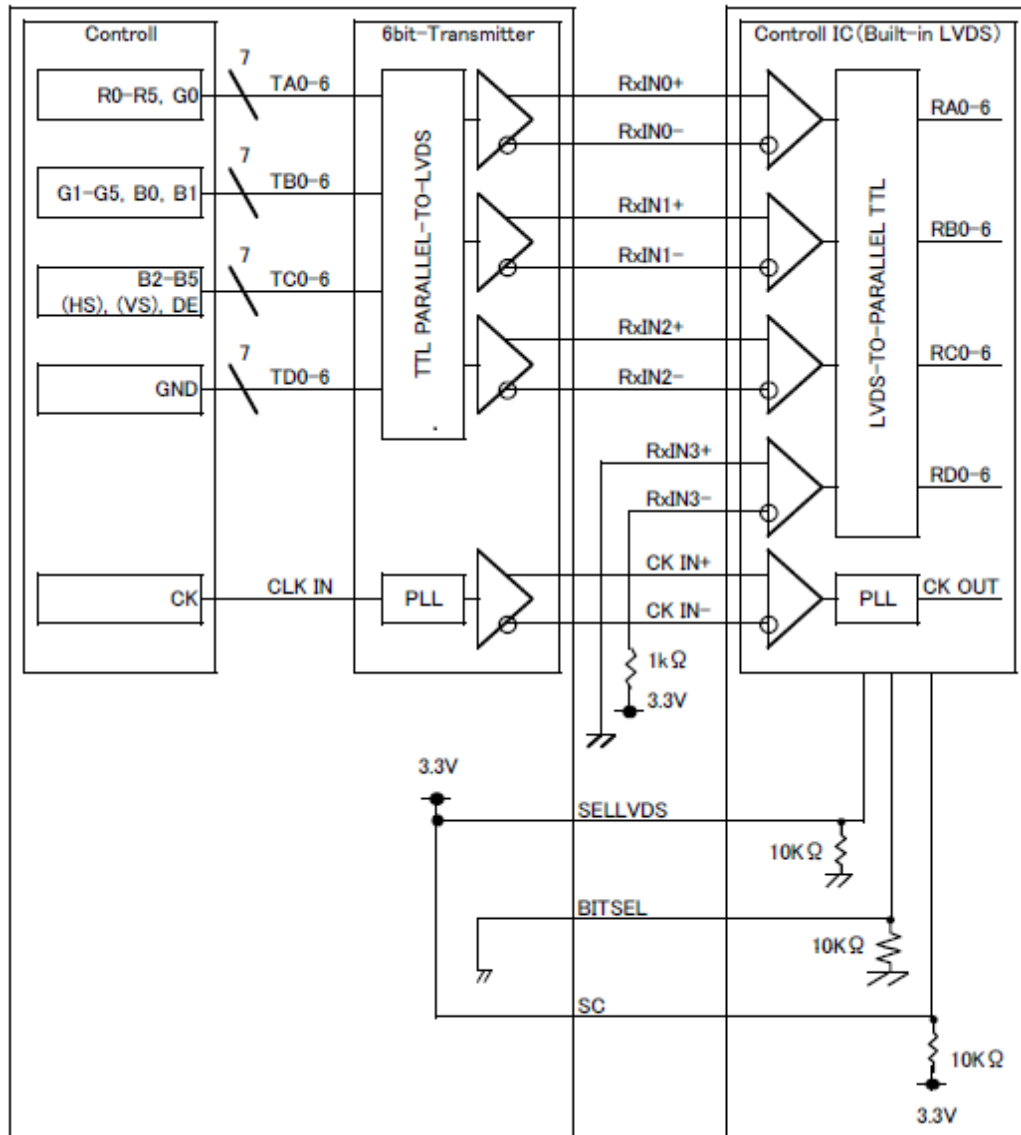 Controll
6bit-Transmitter
Controll IC(Built-in LVDS)
R0-R5, G0
7
TA0-6
RxIN0+
RxIN0-
RA0-6
G1-G5, B0, B1
7
TB0-6
RxIN1+
RxIN1-
RB0-6
B2-B5
(HS), (VS), DE
7
TC0-6
RxIN2+
RxIN2-
RC0-6
GND
7
TD0-6
TTL PARALLEL-TO-LVDS
LVDS-TO-PARALLEL TTL
RxIN3+
RxIN3-
RD0-6
CK
CLK IN
PLL
CK IN+
CK IN-
PLL
CK OUT
1kΩ
3.3V
3.3V
SELLVDS
10KΩ
BITSEL
10KΩ
SC
10KΩ
3.3V